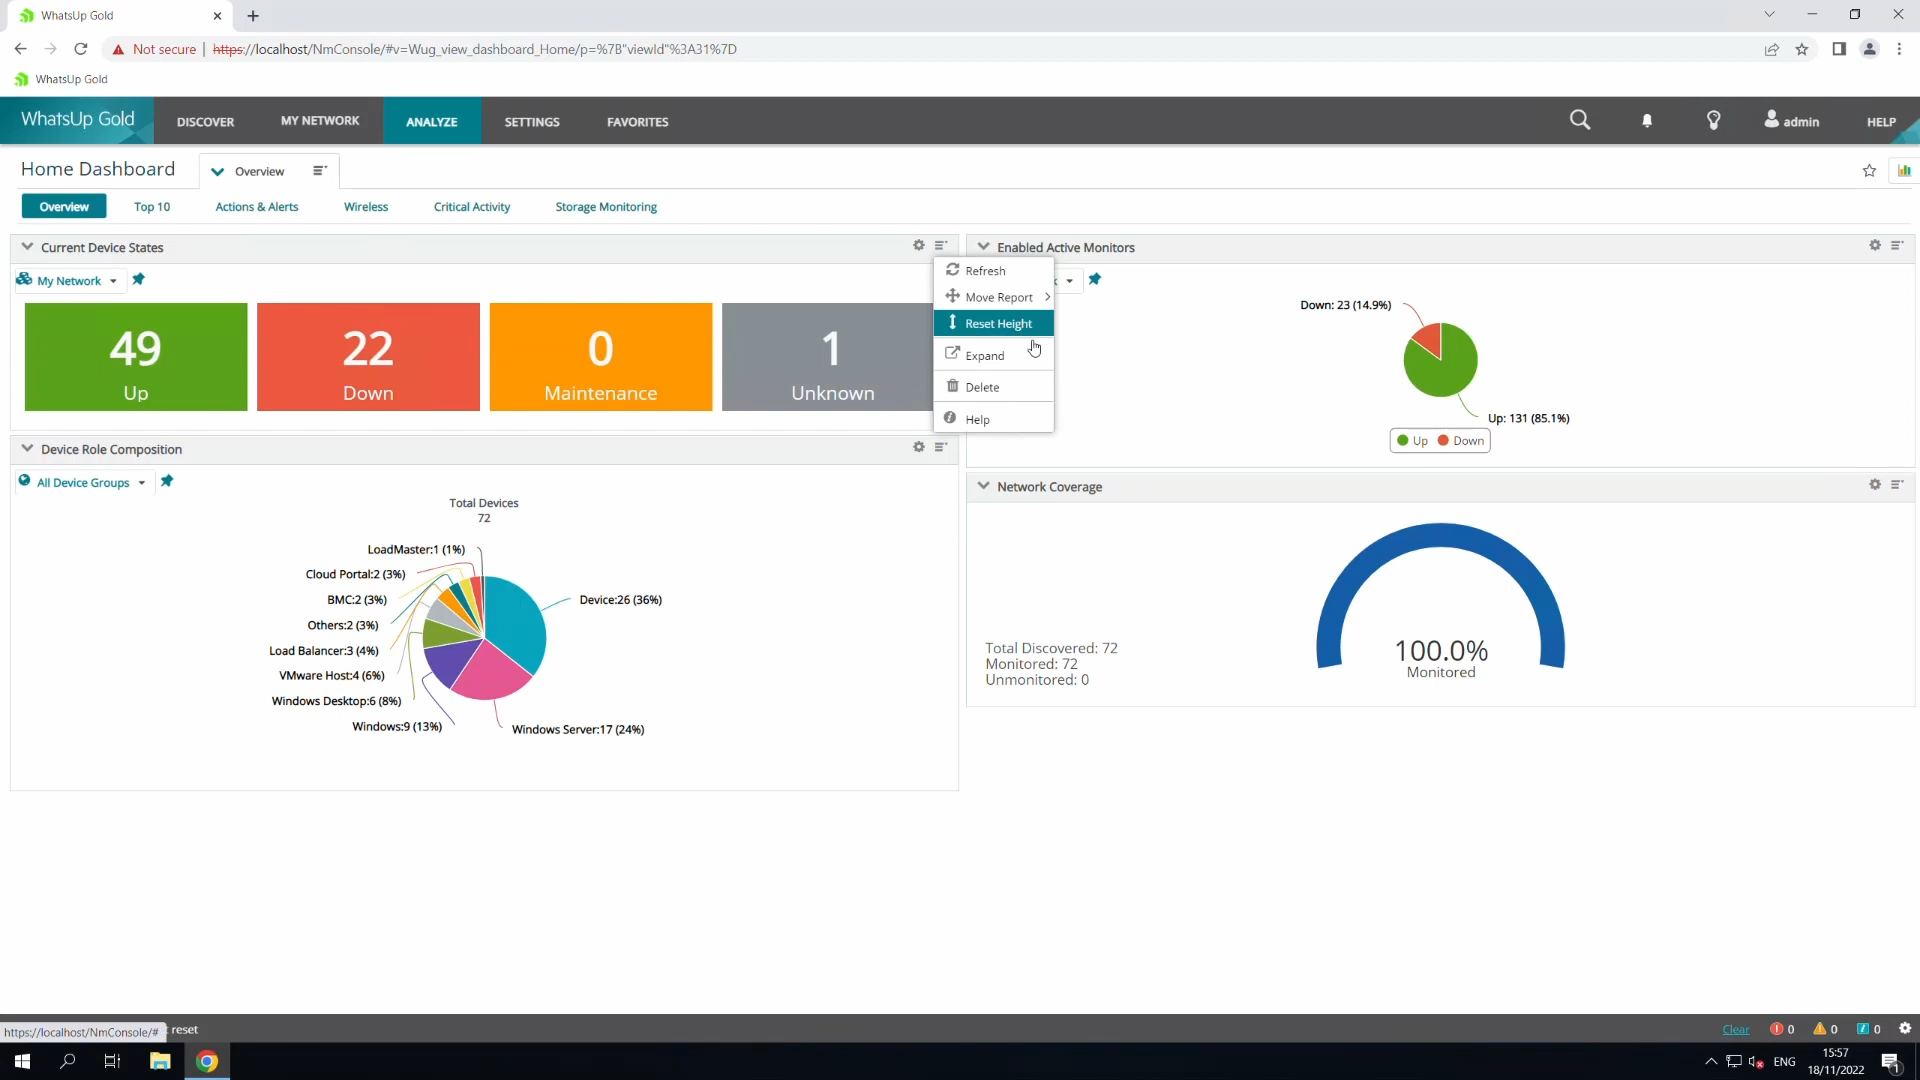 WhatsUp Gold
Not secure
https://localhost/NmConsole/#v=Wug_view_dashboard_Home/p=%7B"viewId"%3A31%7D
WhatsUp Gold
WhatsUp Gold
DISCOVER
MY NETWORK
ANALYZE
SETTINGS
FAVORITES
admin
HELP
Home Dashboard
Overview
Overview
Top 10
Actions & Alerts
Wireless
Critical Activity
Storage Monitoring
Current Device States
My Network
49
Up
22
Down
0
Maintenance
1
Unknown
Refresh
Move Report
Reset Height
Expand
Delete
Help
Enabled Active Monitors
Down: 23 (14.9%)
Up: 131 (85.1%)
Up
Down
Device Role Composition
All Device Groups
Total Devices
72
LoadMaster:1 (1%)
Cloud Portal:2 (3%)
BMC:2 (3%)
Others:2 (3%)
Load Balancer:3 (4%)
VMware Host:4 (6%)
Windows Desktop:6 (8%)
Windows:9 (13%)
Device:26 (36%)
Windows Server:17 (24%)
Network Coverage
Total Discovered: 72
Monitored: 72
Unmonitored: 0
100.0%
Monitored
https://localhost/NmConsole/#
reset
Clear
0
0
0
ENG
15:57
18/11/2022
1